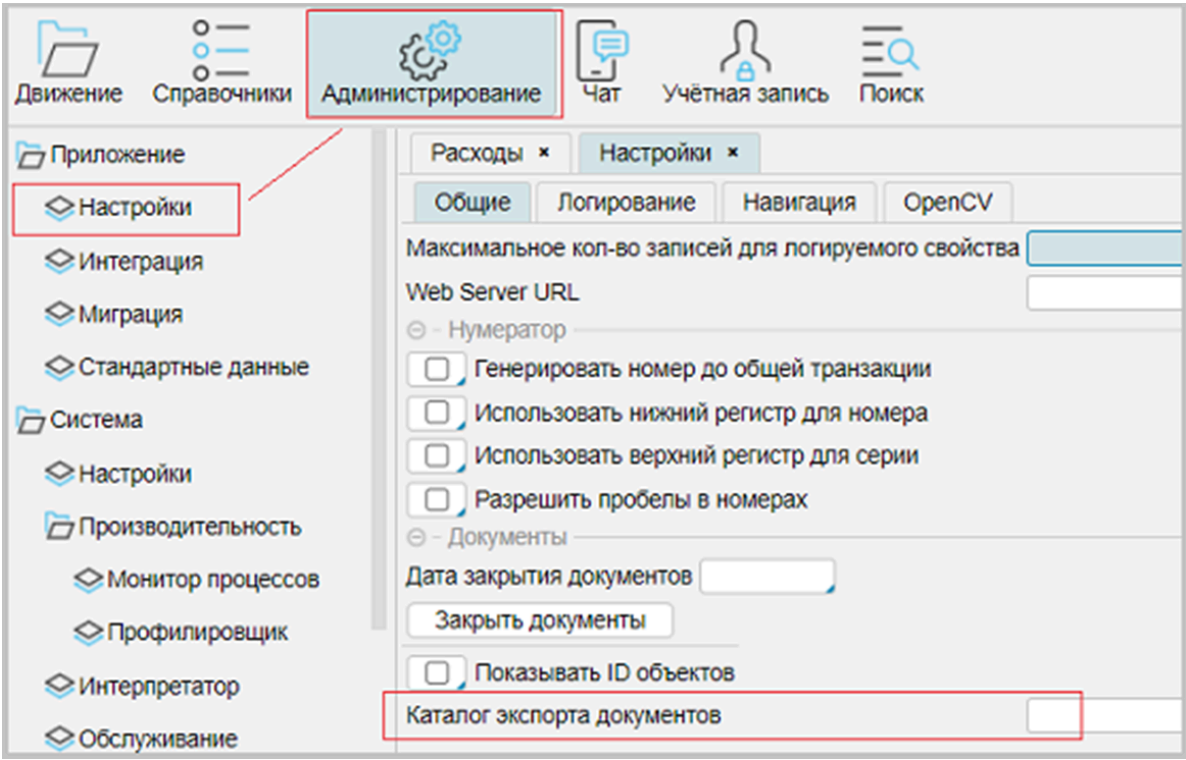 Движение Справочники Администрирование Чат Учётная запись Поиск
Приложение
Настройки
Интеграция
Миграция
Стандартные данные
Система
Настройки
Производительность
Монитор процессов
Профилировщик
Интерпретатор
Обслуживание
Расходы × Настройки ×
Общие Логирование Навигация OpenCV
Максимальное кол-во записей для логируемого свойства
Web Server URL
Нумератор
Генерировать номер до общей транзакции
Использовать нижний регистр для номера
Использовать верхний регистр для серии
Разрешить пробелы в номерах
Документы
Дата закрытия документов
Закрыть документы
Показывать ID объектов
Каталог экспорта документов